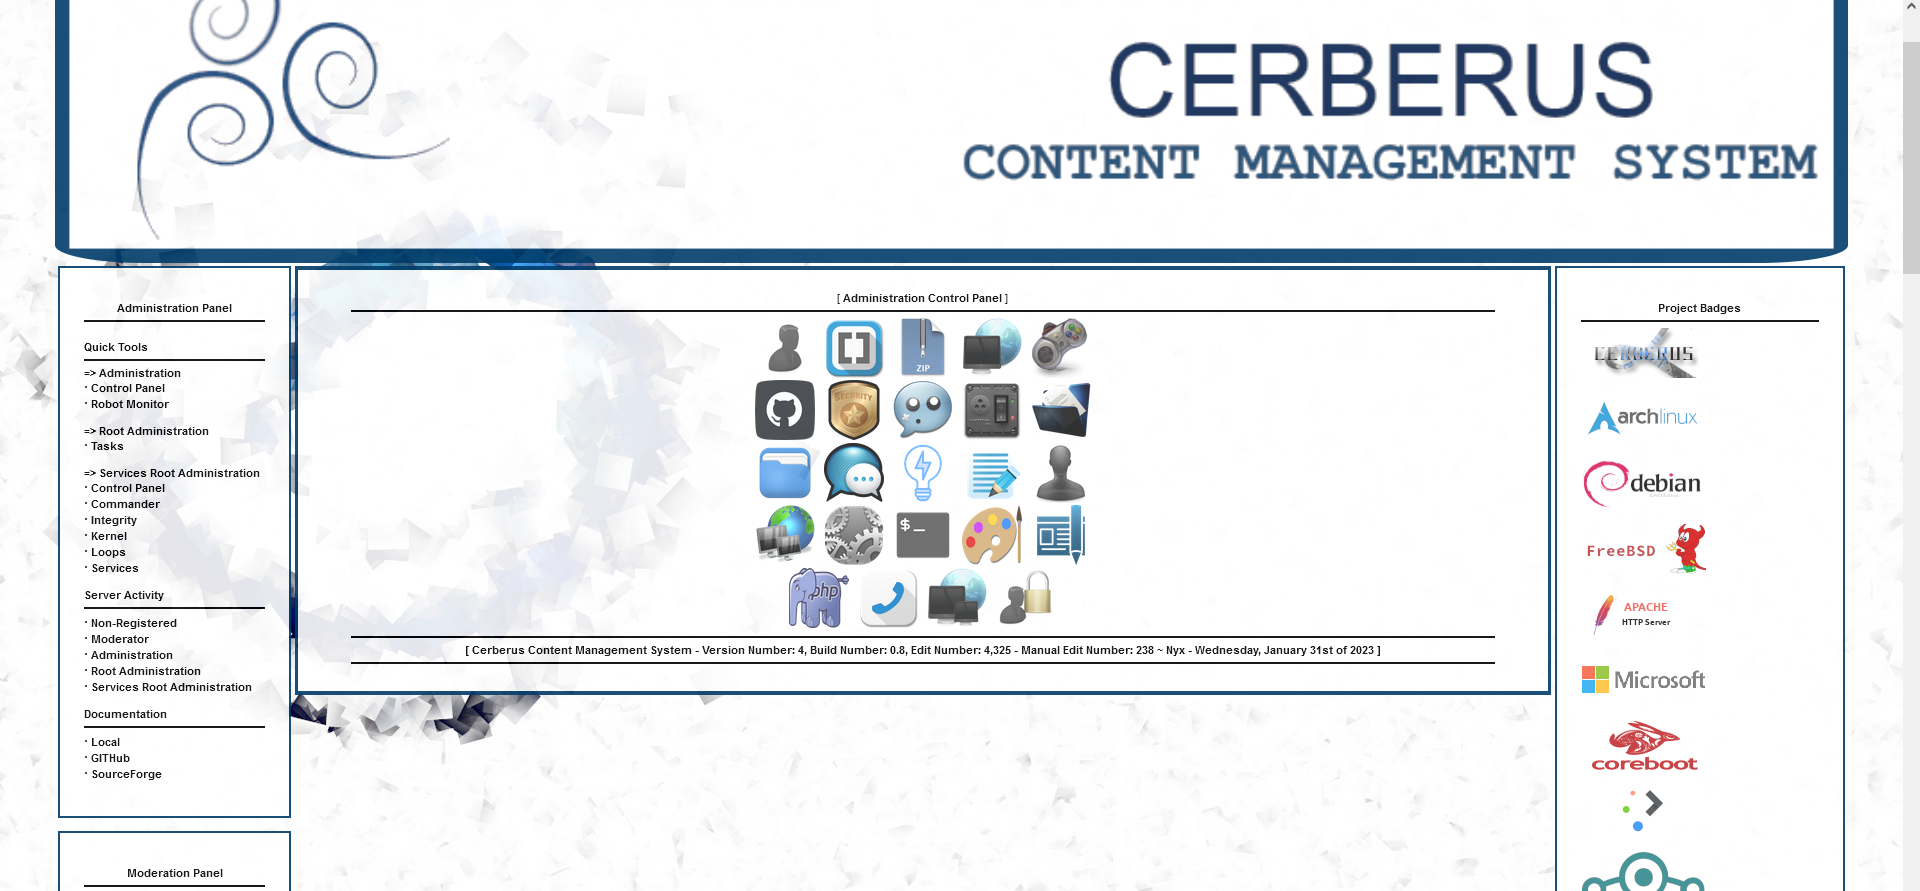 CERBERUS
CONTENT MANAGEMENT SYSTEM
Administration Panel
Quick Tools
=> Administration
· Control Panel
· Robot Monitor
=> Root Administration
· Tasks
=> Services Root Administration
· Control Panel
· Commander
· Integrity
· Kernel
· Loops
· Services
Server Activity
· Non-Registered
· Moderator
· Administration
· Root Administration
· Services Root Administration
Documentation
· Local
· GITHub
· SourceForge
Moderation Panel
[ Administration Control Panel ]
ZIP
SECURITY
$_
php
[ Cerberus Content Management System - Version Number: 4, Build Number: 0.8, Edit Number: 4,325 - Manual Edit Number: 238 ~ Nyx - Wednesday, January 31st of 2023 ]
Project Badges
CERBERUS
archlinux
debian
FreeBSD
APACHE
HTTP Server
Microsoft
coreboot